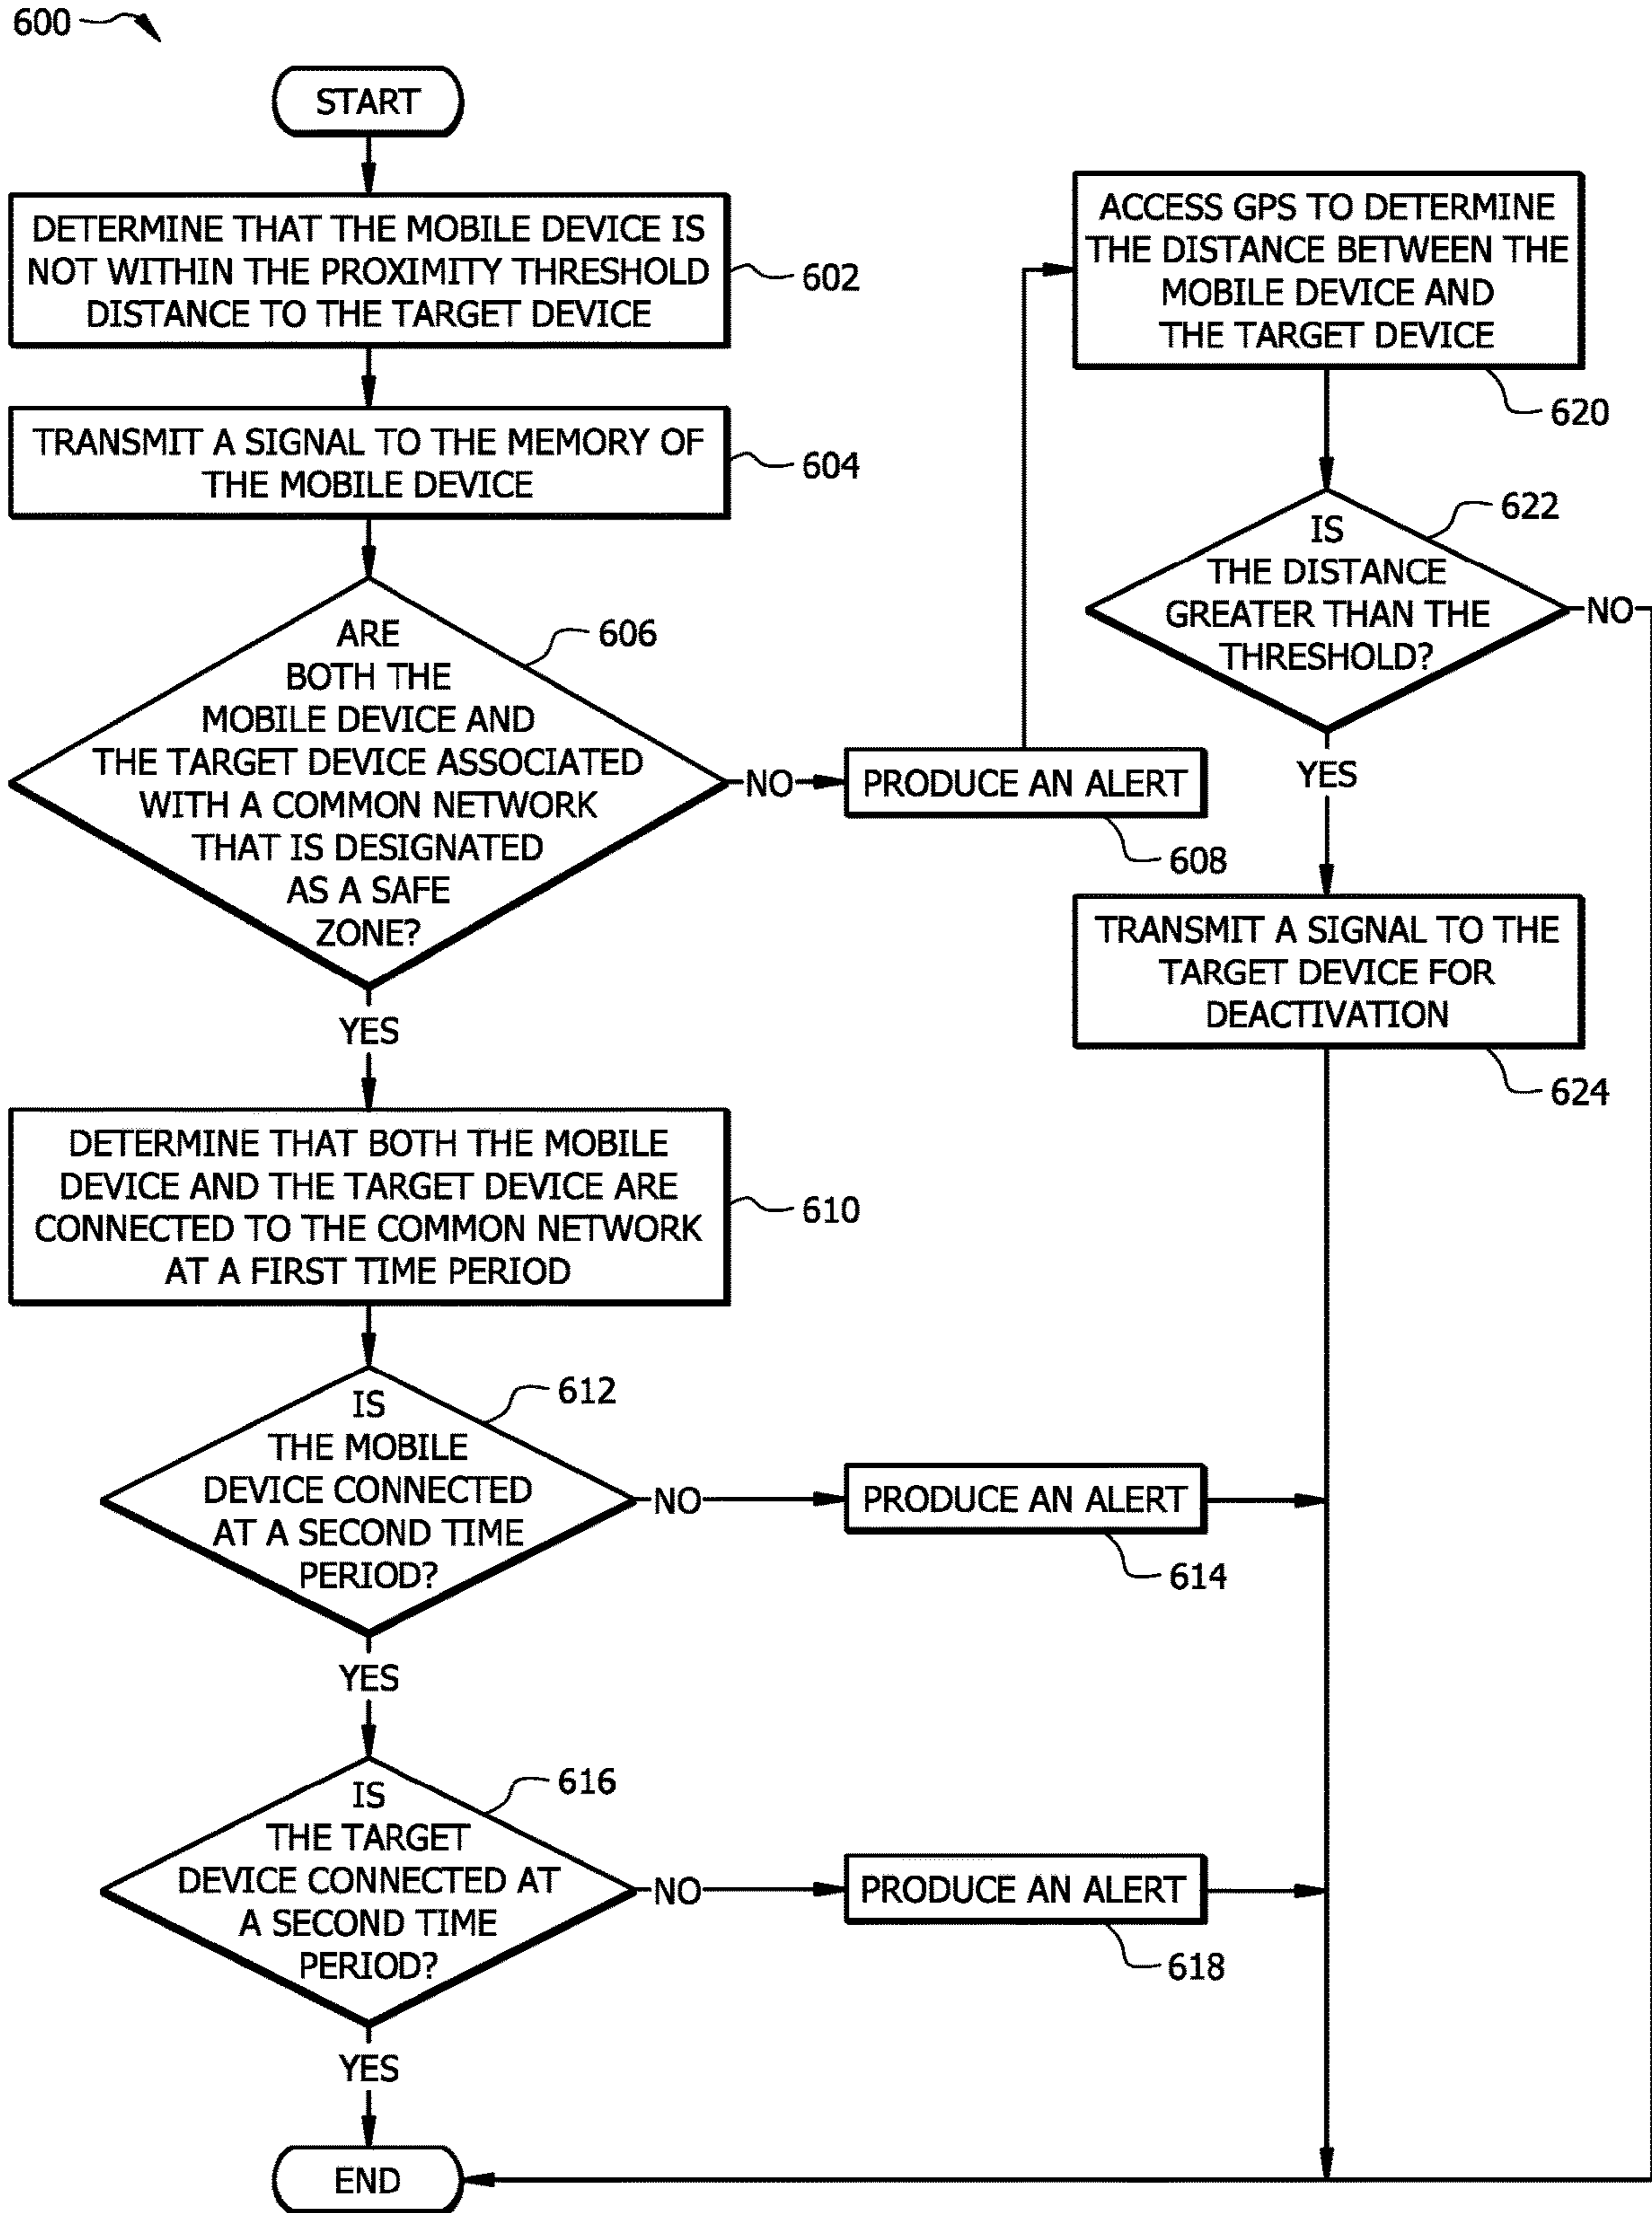 600
START
DETERMINE THAT THE MOBILE DEVICE IS
NOT WITHIN THE PROXIMITY THRESHOLD
DISTANCE TO THE TARGET DEVICE
602
TRANSMIT A SIGNAL TO THE MEMORY OF
THE MOBILE DEVICE
604
ARE
BOTH THE
MOBILE DEVICE AND
THE TARGET DEVICE ASSOCIATED
WITH A COMMON NETWORK
THAT IS DESIGNATED
AS A SAFE
ZONE?
606
NO
PRODUCE AN ALERT
608
YES
DETERMINE THAT BOTH THE MOBILE
DEVICE AND THE TARGET DEVICE ARE
CONNECTED TO THE COMMON NETWORK
AT A FIRST TIME PERIOD
610
IS
THE MOBILE
DEVICE CONNECTED
AT A SECOND TIME
PERIOD?
612
NO
PRODUCE AN ALERT
614
YES
IS
THE TARGET
DEVICE CONNECTED AT
A SECOND TIME
PERIOD?
616
NO
PRODUCE AN ALERT
618
YES
END
ACCESS GPS TO DETERMINE
THE DISTANCE BETWEEN THE
MOBILE DEVICE AND
THE TARGET DEVICE
620
IS
THE DISTANCE
GREATER THAN THE
THRESHOLD?
622
NO
YES
TRANSMIT A SIGNAL TO THE
TARGET DEVICE FOR
DEACTIVATION
624